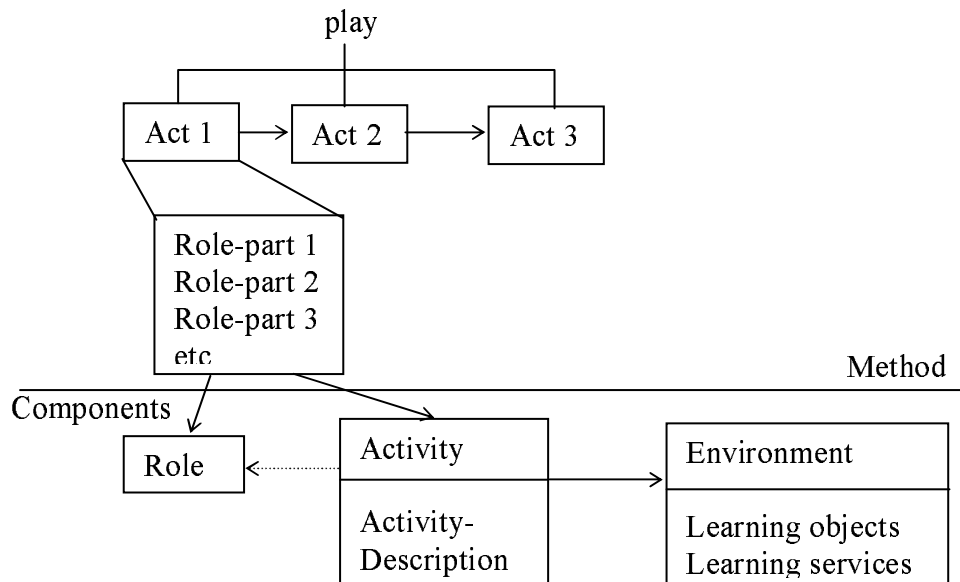 play
Act 1
Act 2
Act 3
Role-part 1
Role-part 2
Role-part 3
etc
Method
Components
Role
Activity
Activity-
Description
Environment
Learning objects
Learning services